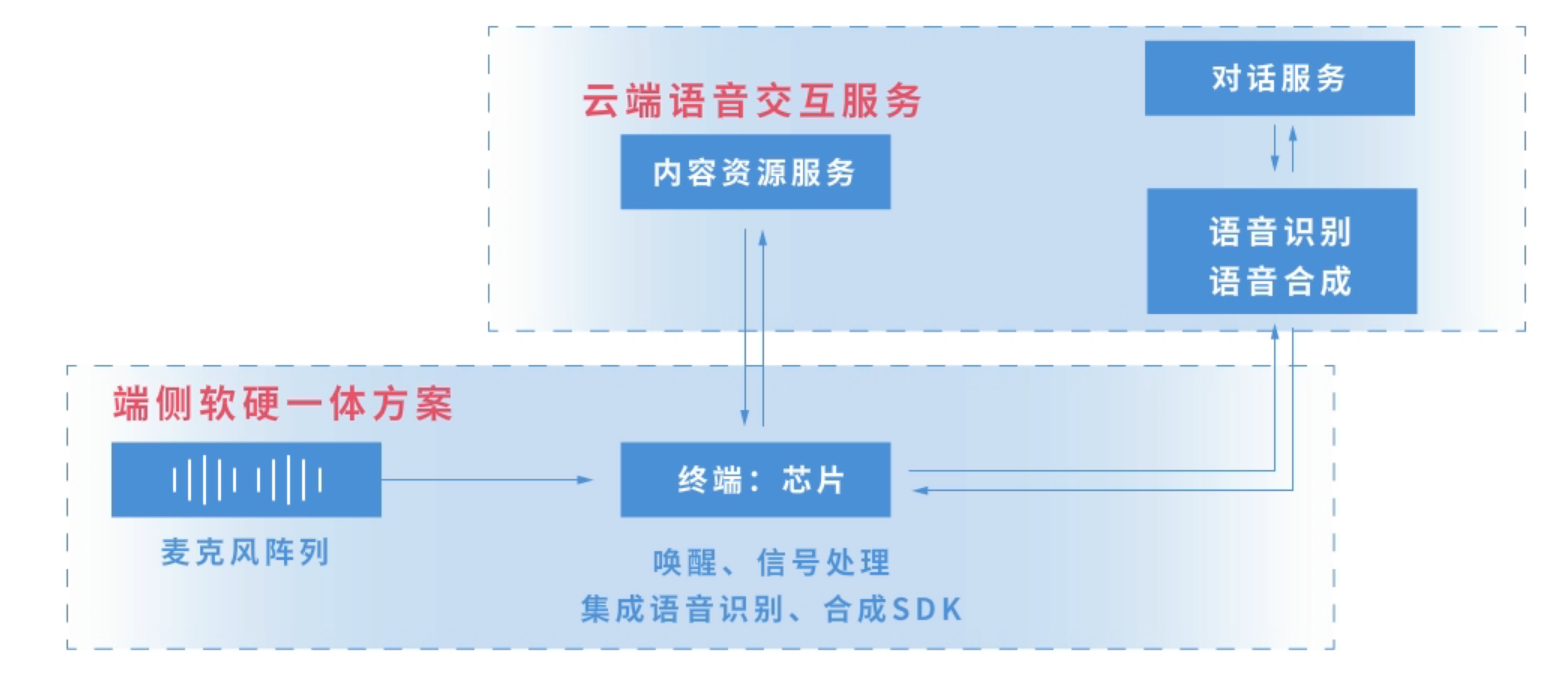 云端语音交互服务
对话服务
内容资源服务
语音识别
语音合成
端侧软硬一体方案
终端：芯片
麦克风阵列
唤醒、信号处理
集成语音识别、合成SDK